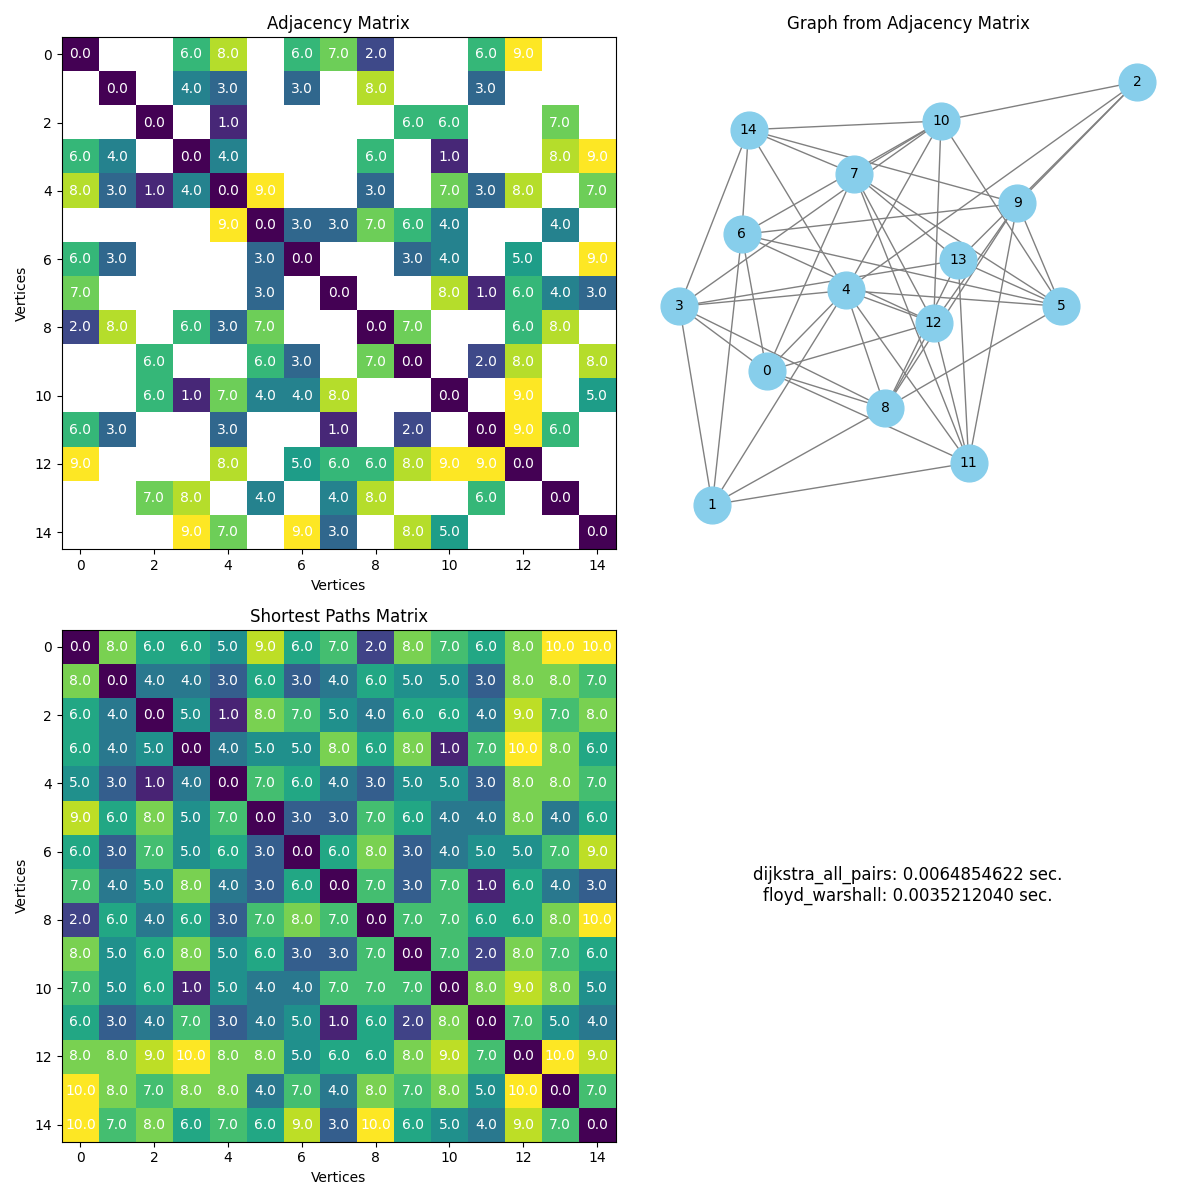 Adjacency Matrix
0 0.0 6.0 8.0 6.0 7.0 2.0 6.0 9.0
0.0 4.0 3.0 3.0 8.0 3.0
2 0.0 1.0 6.0 6.0 7.0
6.0 4.0 0.0 4.0 6.0 1.0 8.0 9.0
4 8.0 3.0 1.0 4.0 0.0 9.0 3.0 7.0 3.0 8.0 7.0
9.0 0.0 3.0 3.0 7.0 6.0 4.0 4.0
6 6.0 3.0 3.0 0.0 3.0 4.0 5.0 9.0
7.0 3.0 0.0 8.0 1.0 6.0 4.0 3.0
8 2.0 8.0 6.0 3.0 7.0 0.0 7.0 6.0 8.0
6.0 6.0 3.0 7.0 0.0 2.0 8.0 8.0
10 6.0 1.0 7.0 4.0 4.0 8.0 0.0 9.0 5.0
6.0 3.0 3.0 1.0 2.0 0.0 9.0 6.0
12 9.0 8.0 5.0 6.0 6.0 8.0 9.0 9.0 0.0
7.0 8.0 4.0 4.0 8.0 6.0 0.0
14 9.0 7.0 9.0 3.0 8.0 5.0 0.0
0 2 4 6 8 10 12 14
Vertices
Vertices
Graph from Adjacency Matrix
2
10
14
7
9
6
13
4
3
5
12
0
8
11
1
Shortest Paths Matrix
0 0.0 8.0 6.0 6.0 5.0 9.0 6.0 7.0 2.0 8.0 7.0 6.0 8.0 10.0 10.0
8.0 0.0 4.0 4.0 3.0 6.0 3.0 4.0 6.0 5.0 5.0 3.0 8.0 8.0 7.0
2 6.0 4.0 0.0 5.0 1.0 8.0 7.0 5.0 4.0 6.0 6.0 4.0 9.0 7.0 8.0
6.0 4.0 5.0 0.0 4.0 5.0 5.0 8.0 6.0 8.0 1.0 7.0 10.0 8.0 6.0
4 5.0 3.0 1.0 4.0 0.0 7.0 6.0 4.0 3.0 5.0 5.0 3.0 8.0 8.0 7.0
9.0 6.0 8.0 5.0 7.0 0.0 3.0 3.0 7.0 6.0 4.0 4.0 8.0 4.0 6.0
6 6.0 3.0 7.0 5.0 6.0 3.0 0.0 6.0 8.0 3.0 4.0 5.0 5.0 7.0 9.0
7.0 4.0 5.0 8.0 4.0 3.0 6.0 0.0 7.0 3.0 7.0 1.0 6.0 4.0 3.0
8 2.0 6.0 4.0 6.0 3.0 7.0 8.0 7.0 0.0 7.0 7.0 6.0 6.0 8.0 10.0
8.0 5.0 6.0 8.0 5.0 6.0 3.0 3.0 7.0 0.0 7.0 2.0 8.0 7.0 6.0
10 7.0 5.0 6.0 1.0 5.0 4.0 4.0 7.0 7.0 7.0 0.0 8.0 9.0 8.0 5.0
6.0 3.0 4.0 7.0 3.0 4.0 5.0 1.0 6.0 2.0 8.0 0.0 7.0 5.0 4.0
12 8.0 8.0 9.0 10.0 8.0 8.0 5.0 6.0 6.0 8.0 9.0 7.0 0.0 10.0 9.0
10.0 8.0 7.0 8.0 8.0 4.0 7.0 4.0 8.0 7.0 8.0 5.0 10.0 0.0 7.0
14 10.0 7.0 8.0 6.0 7.0 6.0 9.0 3.0 10.0 6.0 5.0 4.0 9.0 7.0 0.0
0 2 4 6 8 10 12 14
Vertices
Vertices
dijkstra_all_pairs: 0.0064854622 sec.
floyd_warshall: 0.0035212040 sec.